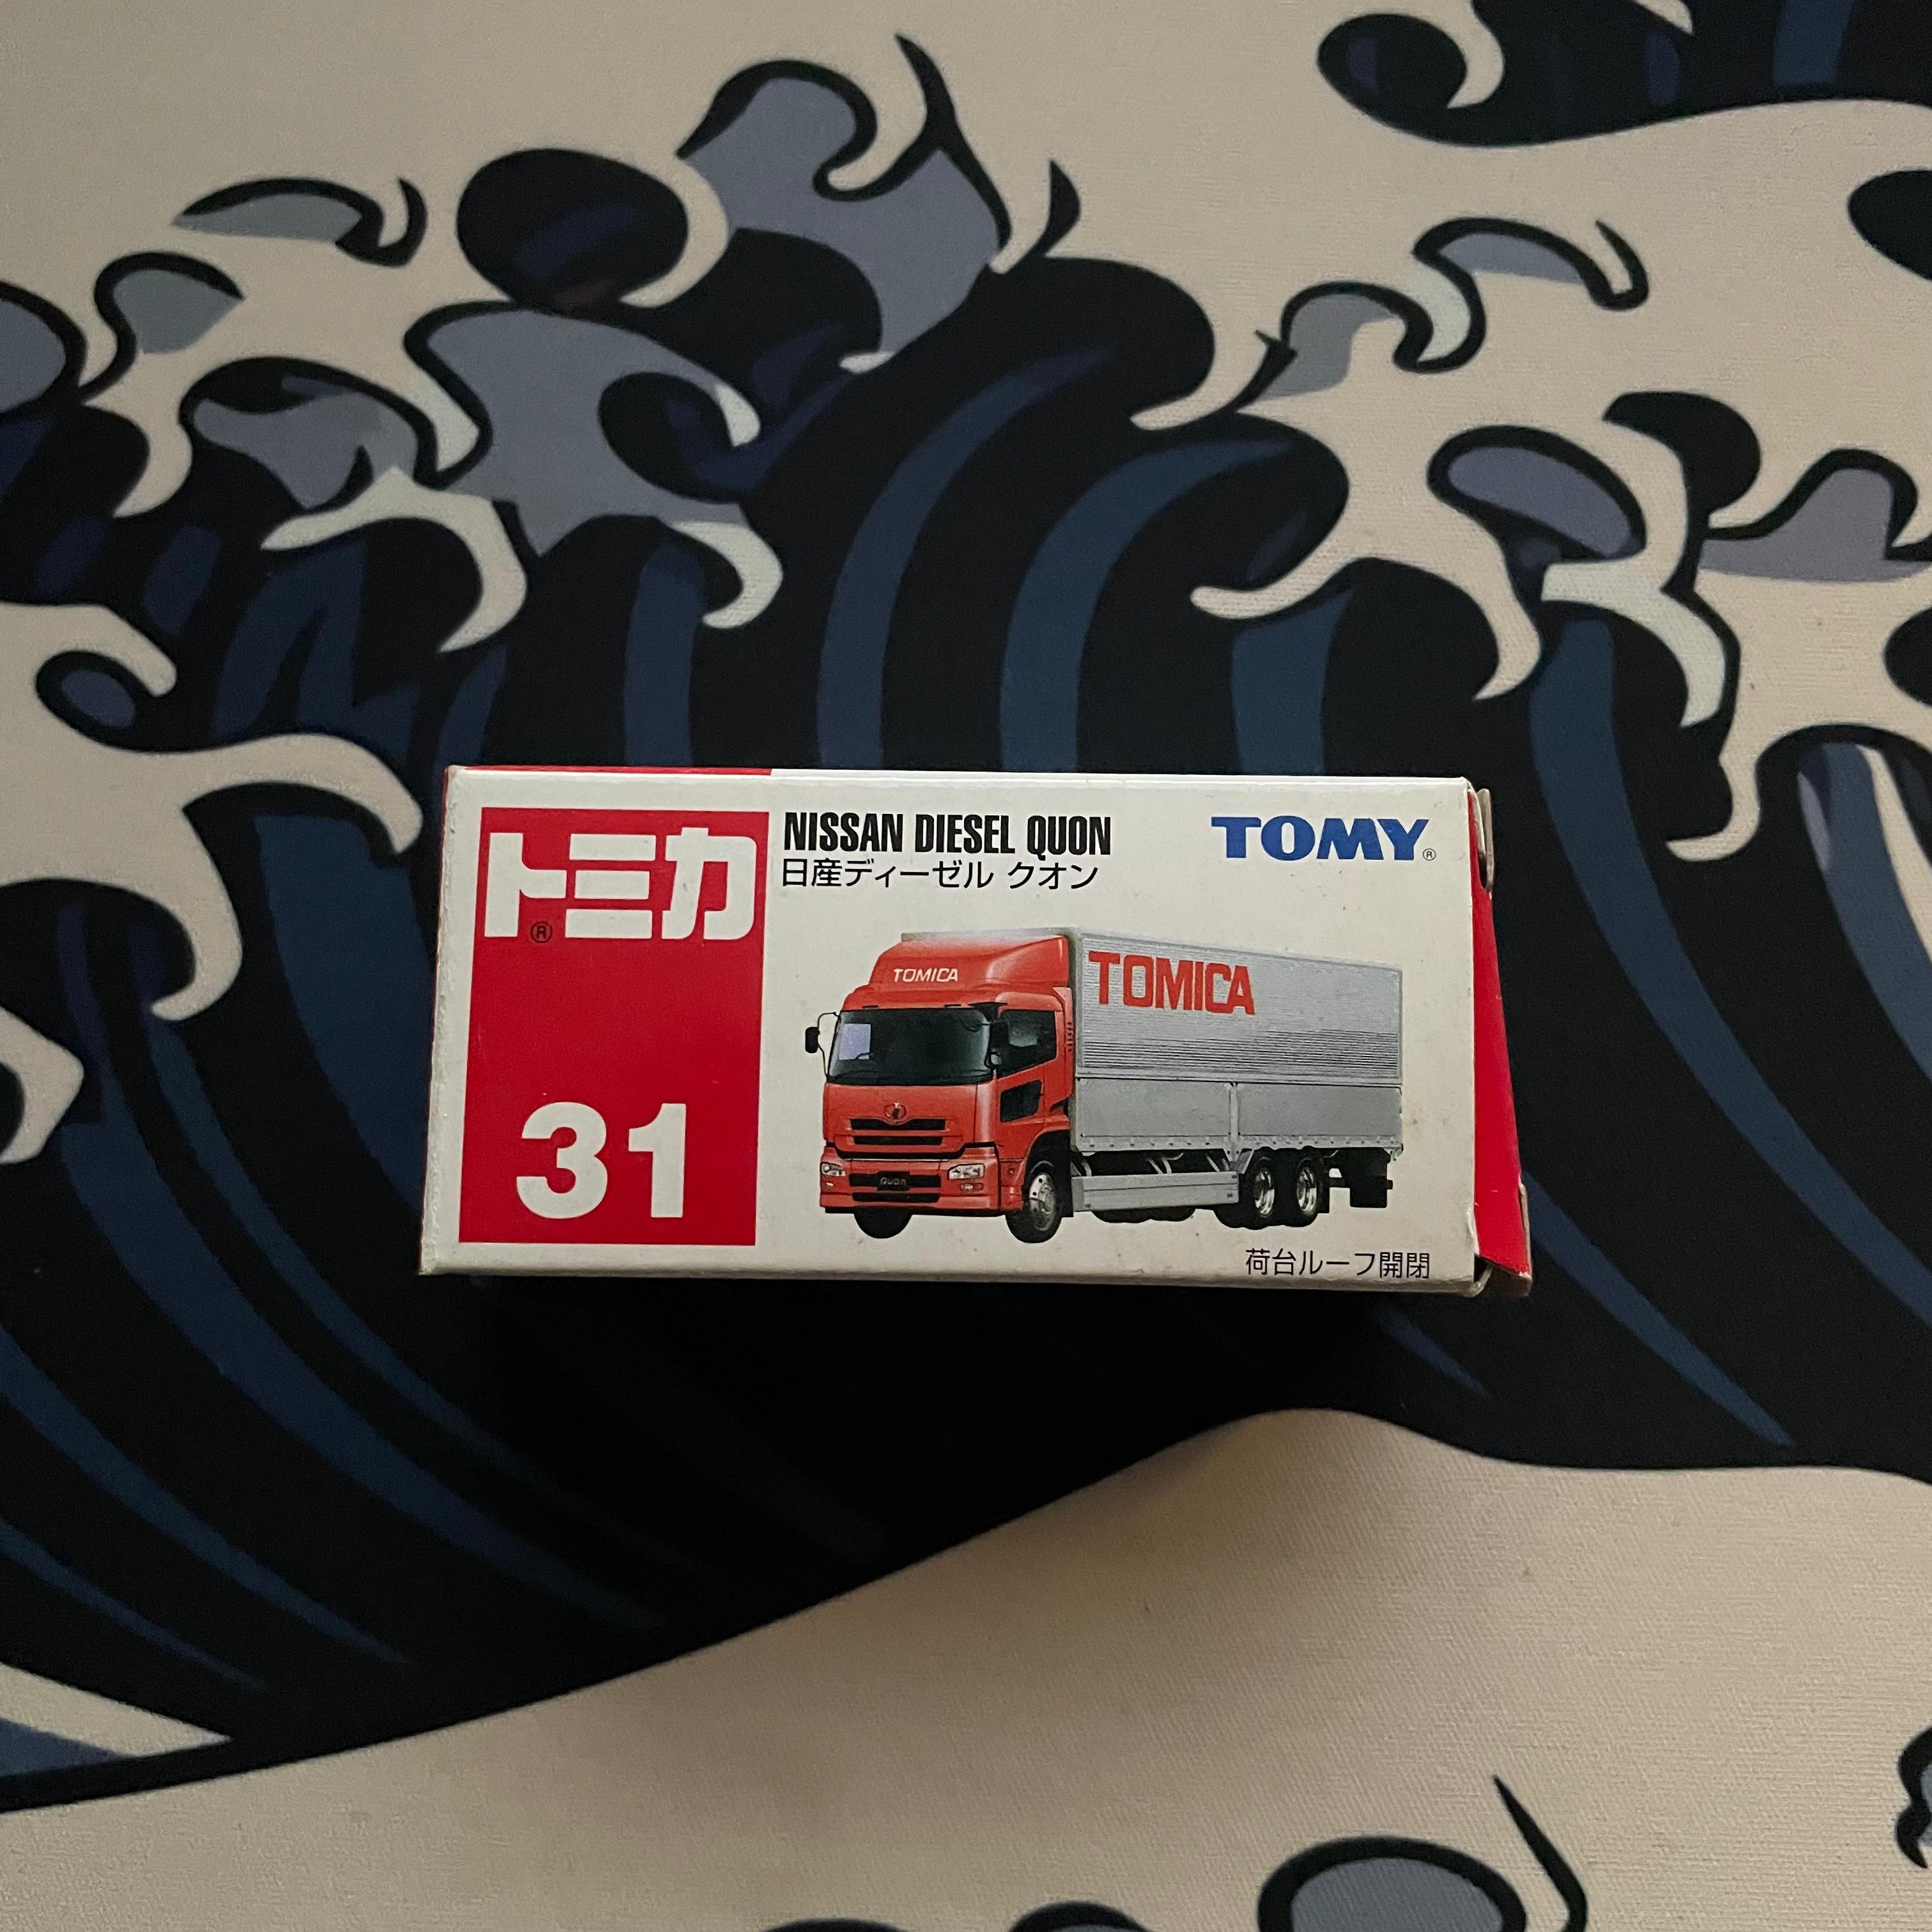 トミカ®
31
NISSAN DIESEL QUON
日産ディーゼル クオン
TOMY®
TOMICA
TOMICA
Quon
荷台ルーフ開閉